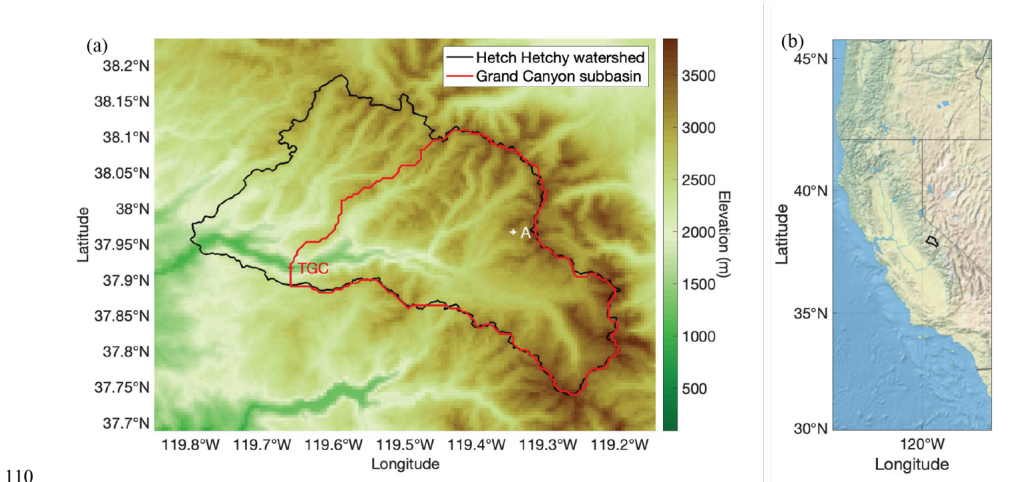 (a)
Hetch Hetchy watershed
Grand Canyon subbasin
38.2°N
38.15°N
38.1°N
38.05°N
38°N
37.95°N
37.9°N
37.85°N
37.8°N
37.75°N
37.7°N
Latitude
119.8°W 119.7°W 119.6°W 119.5°W 119.4°W 119.3°W 119.2°W
Longitude
TGC
A
3500
3000
2500
2000
1500
1000
500
Elevation (m)
(b)
45°N
40°N
35°N
30°N
Latitude
120°W
Longitude
110